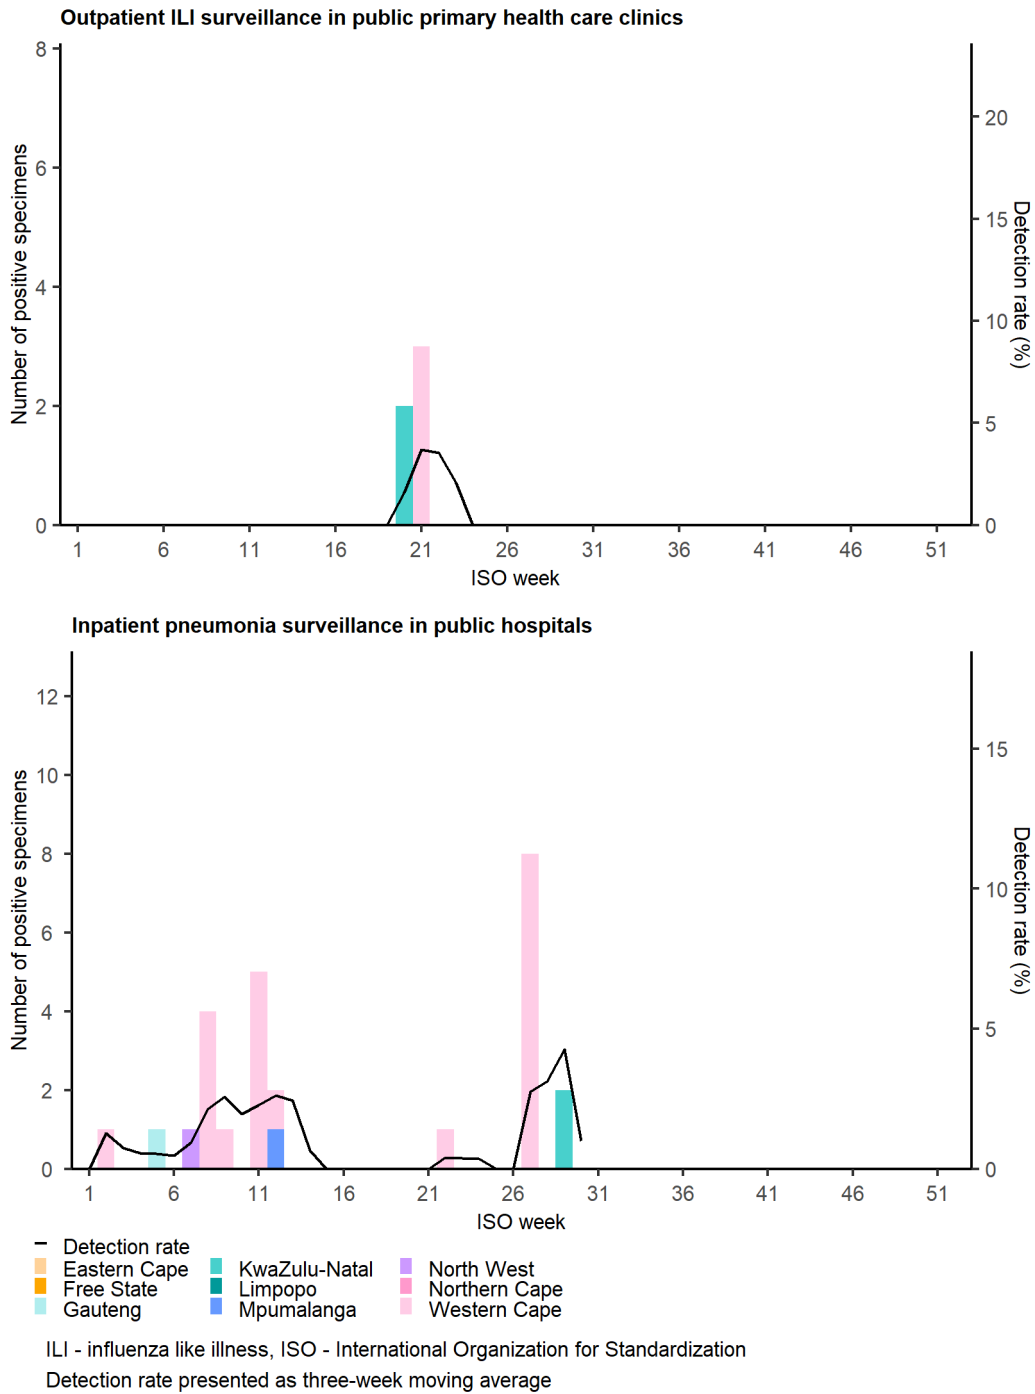 Outpatient ILI surveillance in public primary health care clinics
8
6
4
2
0
Number of positive specimens
20
15
10
5
0
Detection rate (%)
1 6 11 16 21 26 31 36 41 46 51
ISO week
Inpatient pneumonia surveillance in public hospitals
12
10
8
6
4
2
0
Number of positive specimens
15
10
5
0
Detection rate (%)
1 6 11 16 21 26 31 36 41 46 51
ISO week
Detection rate
Eastern Cape KwaZulu-Natal North West
Free State Limpopo Northern Cape
Gauteng Mpumalanga Western Cape
ILI - influenza like illness, ISO - International Organization for Standardization
Detection rate presented as three-week moving average